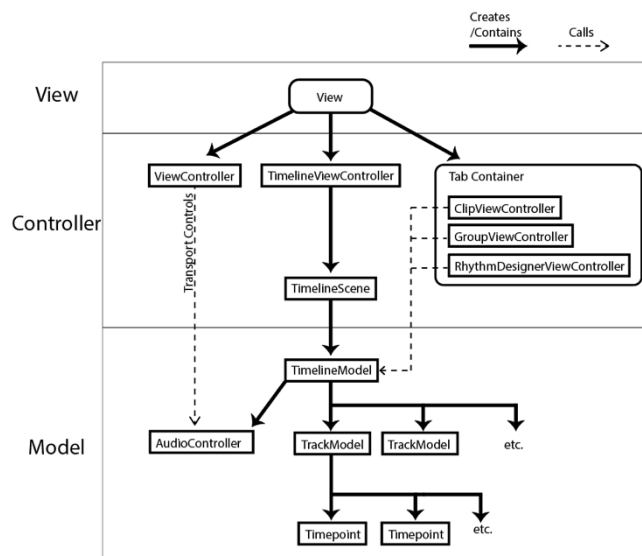 Creates
/Contains
Calls
View
View
ViewController
TimelineViewController
Tab Container
ClipViewController
GroupViewController
RhythmDesignerViewController
Controller
Transport Controls
TimelineScene
TimelineModel
Model
AudioController
TrackModel
TrackModel
etc.
Timepoint
Timepoint
etc.